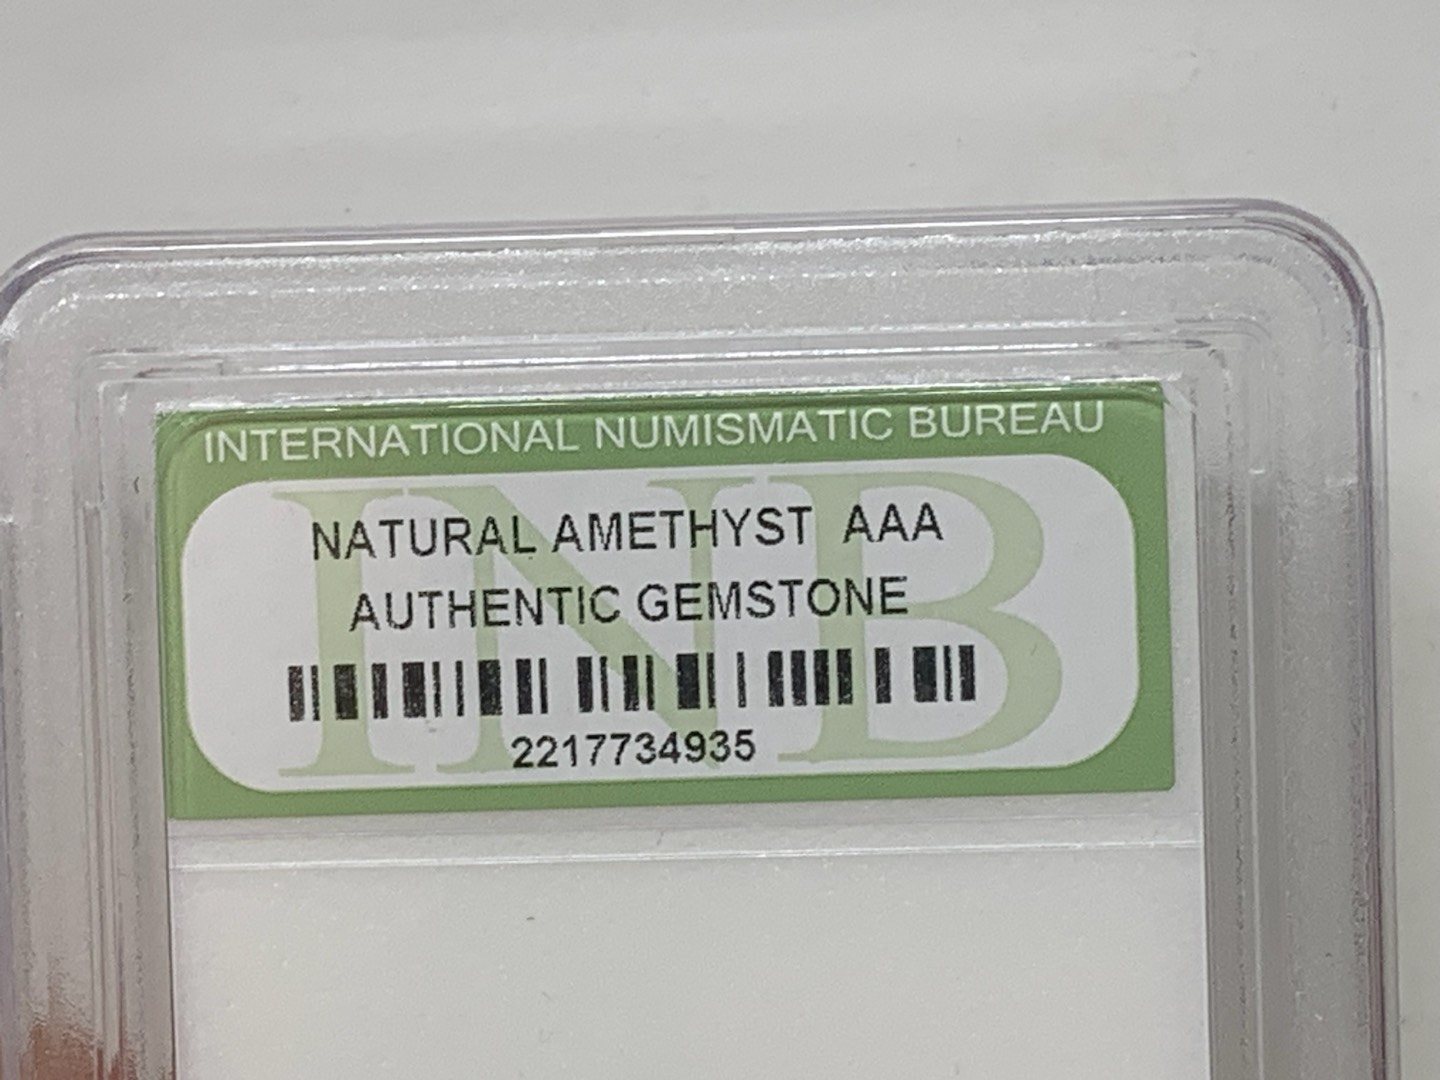 INTERNATIONAL NUMISMATIC BUREAU
INB
NATURAL AMETHYST AAA
AUTHENTIC GEMSTONE
2217734935